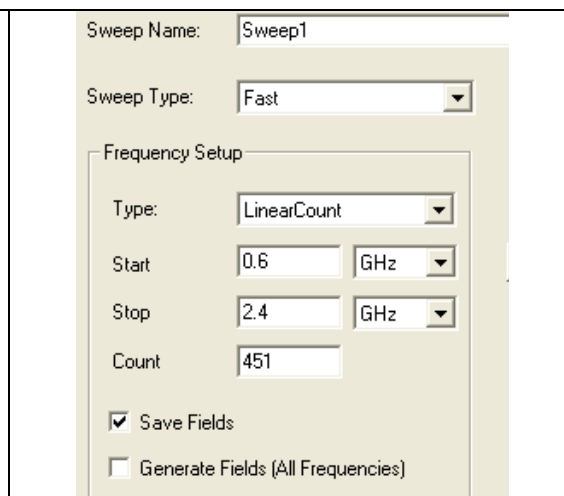 Sweep Name: Sweep1
Sweep Type: Fast
Frequency Setup
Type: LinearCount
Start 0.6 GHz
Stop 2.4 GHz
Count 451
Save Fields
Generate Fields (All Frequencies)